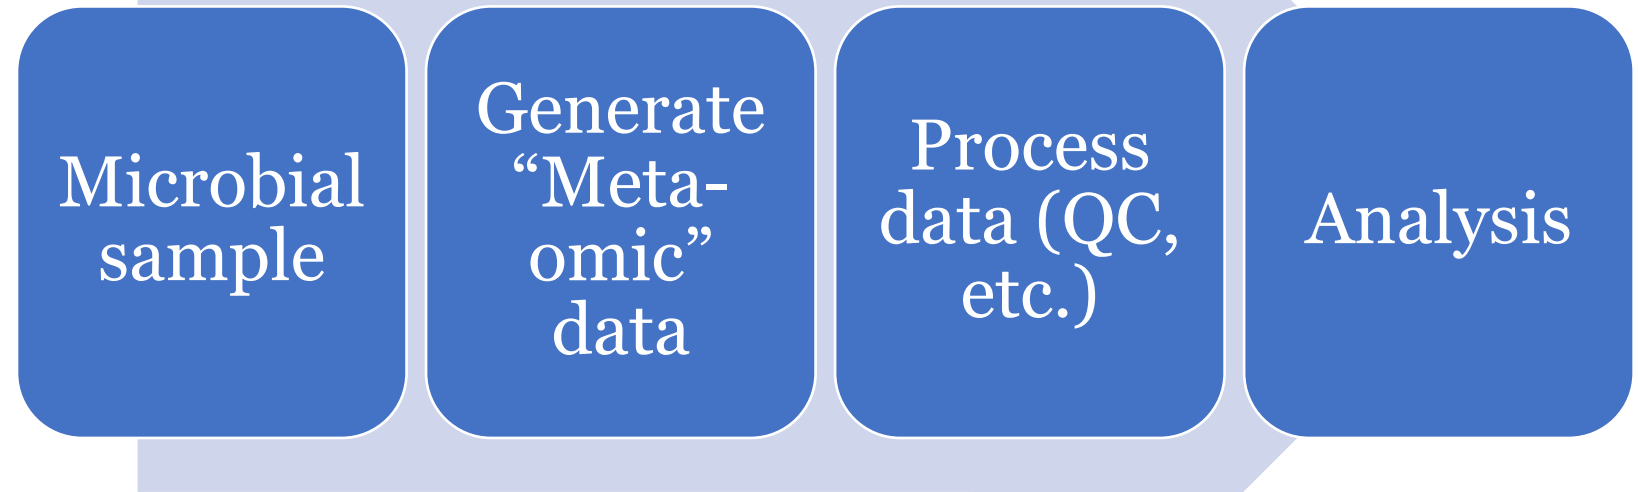 Microbial
sample
Generate
“Meta-
omic”
data
Process
data (QC,
etc.)
Analysis